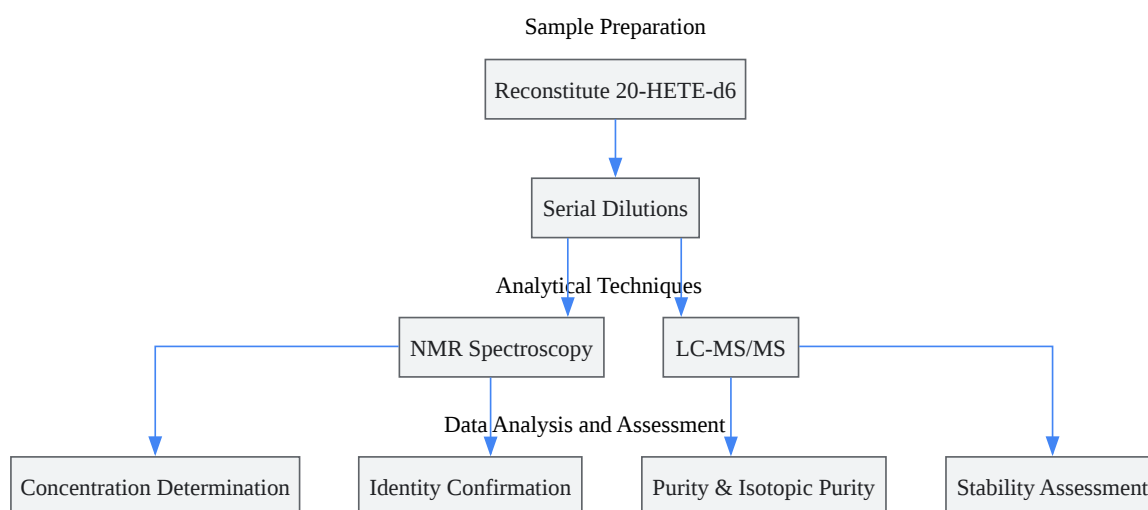 Sample Preparation
Reconstitute 20-HETE-d6
Serial Dilutions
Analytical Techniques
NMR Spectroscopy
LC-MS/MS
Data Analysis and Assessment
Concentration Determination
Identity Confirmation
Purity & Isotopic Purity
Stability Assessment